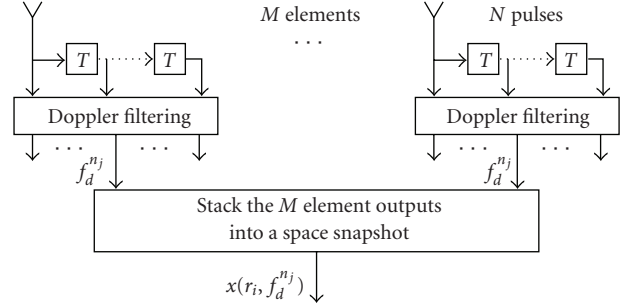 M elements
N pulses
. . .
T
T
T
T
Doppler filtering
Doppler filtering
. . .
. . .
. . .
. . .
f_d^{n_j}
f_d^{n_j}
Stack the M element outputs
into a space snapshot
x(r_i, f_d^{n_j})